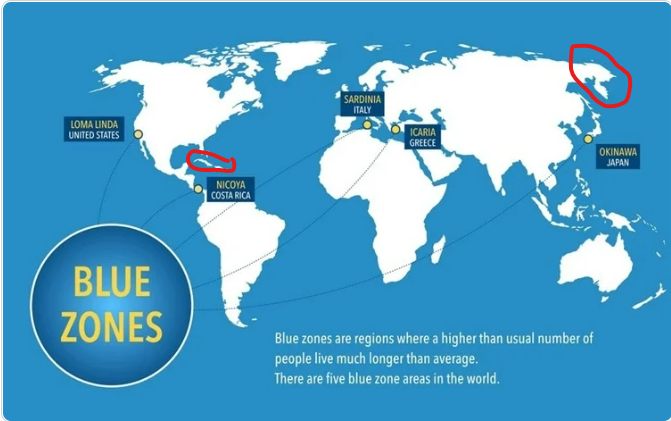 LOMA LINDA
UNITED STATES
SARDINIA
ITALY
ICARIA
GREECE
OKINAWA
JAPAN
NICOYA
COSTA RICA
BLUE
ZONES
Blue zones are regions where a higher than usual number of
people live much longer than average.
There are five blue zone areas in the world.